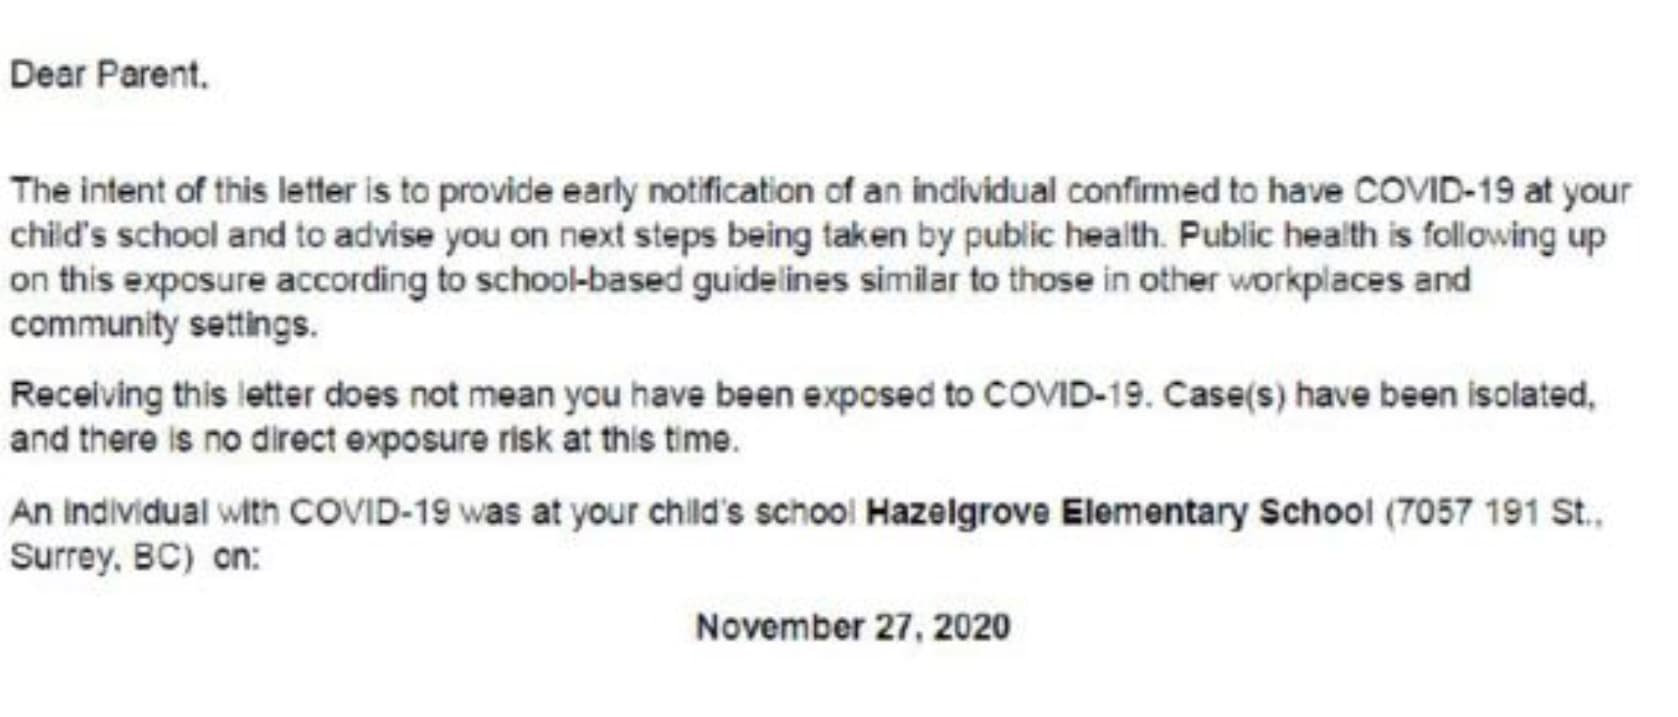 Dear Parent,
The intent of this letter is to provide early notification of an individual confirmed to have COVID-19 at your
child's school and to advise you on next steps being taken by public health. Public health is following up
on this exposure according to school-based guidelines similar to those in other workplaces and
community settings.
Receiving this letter does not mean you have been exposed to COVID-19. Case(s) have been isolated,
and there is no direct exposure risk at this time.
An individual with COVID-19 was at your child's school Hazelgrove Elementary School (7057 191 St.,
Surrey, BC) on:
November 27, 2020